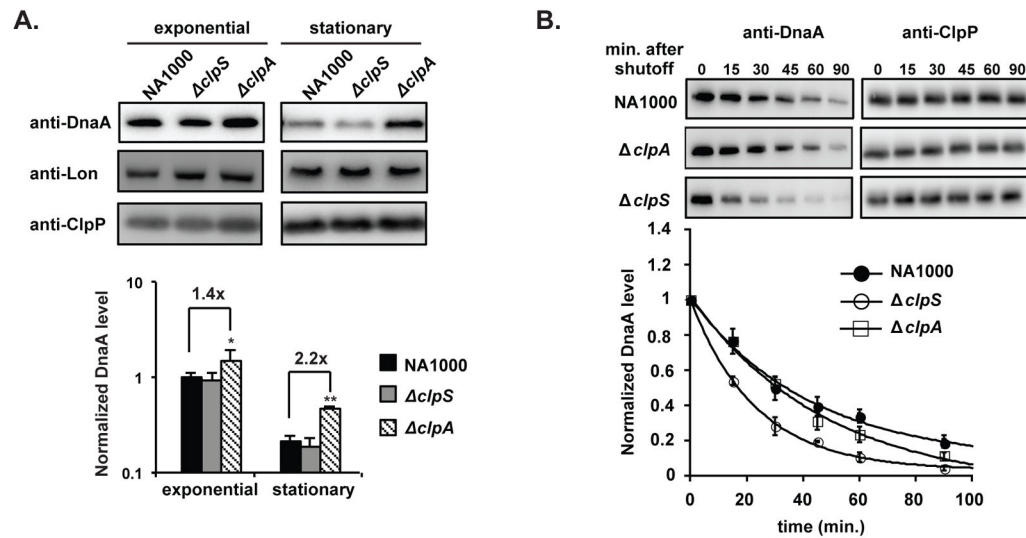 A.
exponential
stationary
NA1000
ΔclpS
ΔclpA
NA1000
ΔclpS
ΔclpA
anti-DnaA
anti-Lon
anti-ClpP
Normalized DnaA level
10
1
0.1
1.4x
*
2.2x
**
exponential
stationary
NA1000
ΔclpS
ΔclpA
B.
anti-DnaA
anti-ClpP
min. after
shutoff
0 15 30 45 60 90
0 15 30 45 60 90
NA1000
ΔclpA
ΔclpS
Normalized DnaA level
1.4
1.2
1
0.8
0.6
0.4
0.2
0
NA1000
ΔclpS
ΔclpA
0 20 40 60 80 100
time (min.)